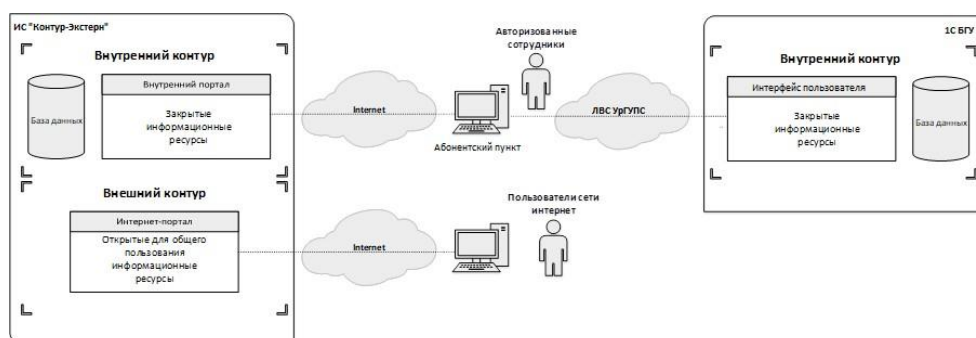 ИС "Контур-Экстерн"
Внутренний контур
База данных
Внутренний портал
Закрытые
информационные
ресурсы
Внешний контур
Интернет-портал
Открытые для общего
пользования
информационные
ресурсы
Internet
Internet
Авторизованные
сотрудники
Абонентский пункт
Пользователи сети
интернет
ЛВС УрГУПС
1С БГУ
Внутренний контур
Интерфейс пользователя
Закрытые
информационные
ресурсы
База данных